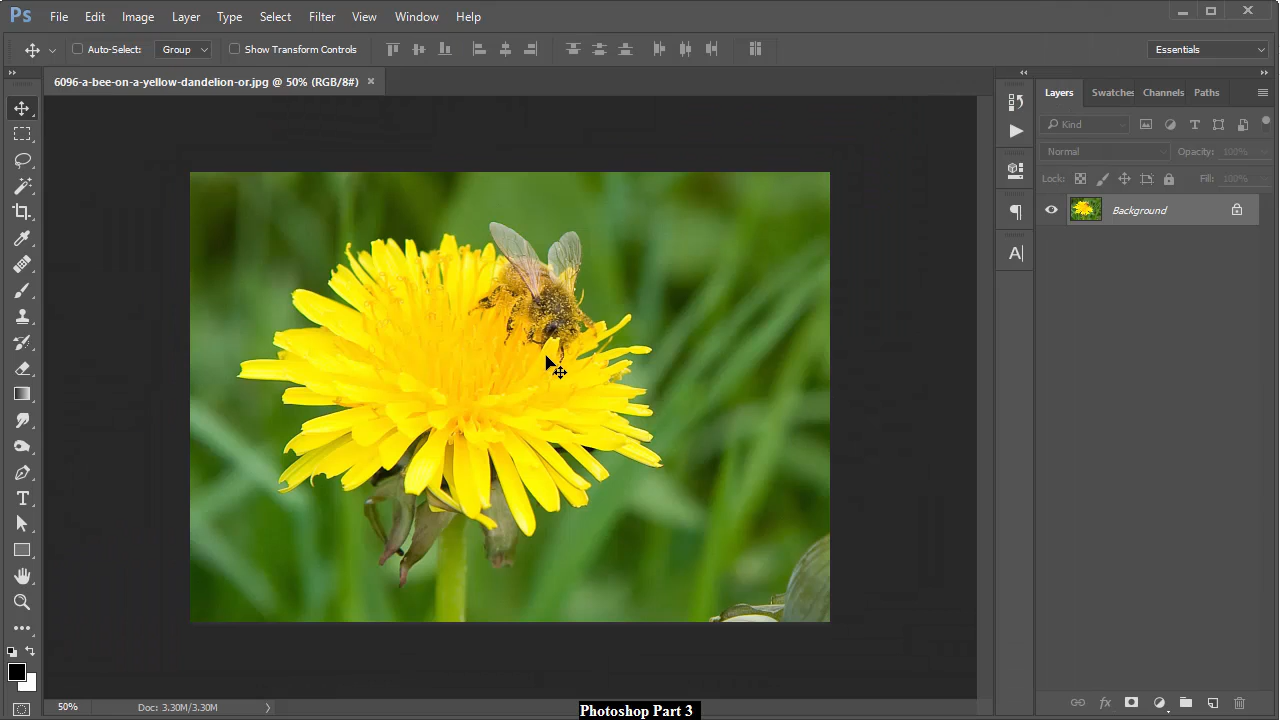 Ps File Edit Image Layer Type Select Filter View Window Help
Auto-Select: Group Show Transform Controls Essentials
6096-a-bee-on-a-yellow-dandelion-or.jpg @ 50% (RGB/8#) ×
Layers Swatches Channels Paths
Kind
Normal Opacity: 100%
Lock: Fill: 100%
Background
50% Doc: 3.30M/3.30M
Photoshop Part 3